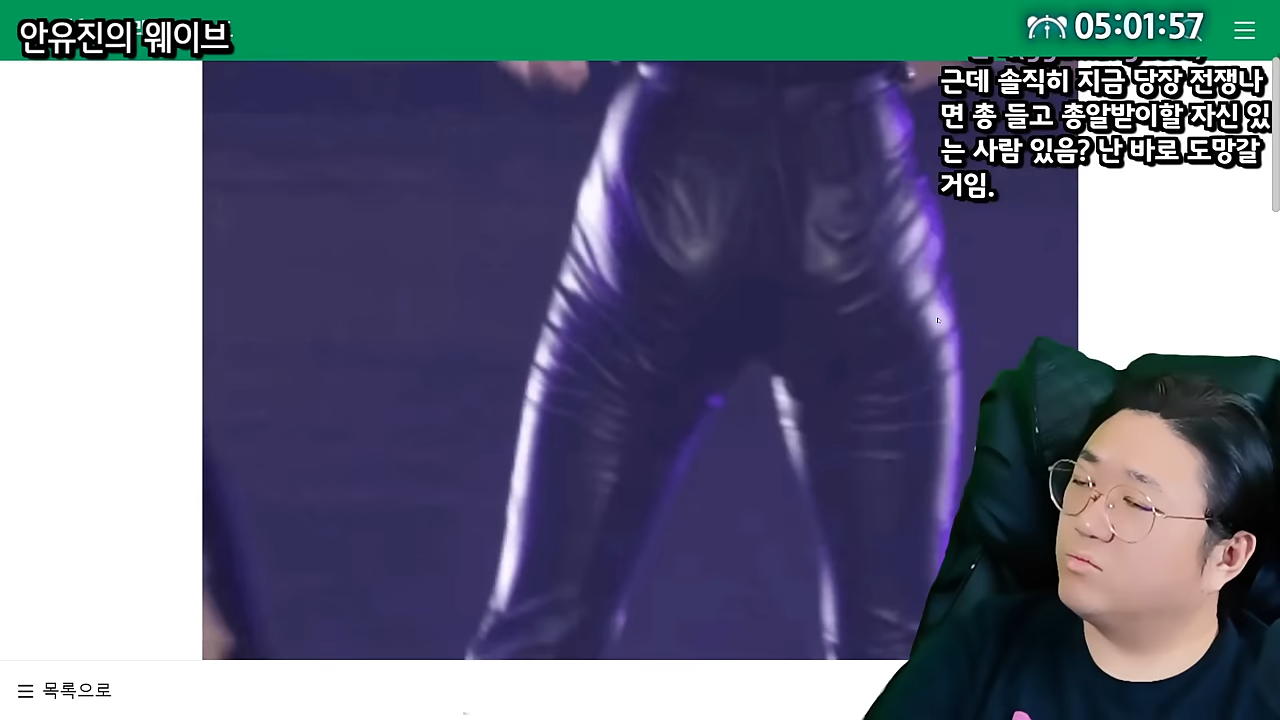 안유진의 웨이브
05:01:57
근데 솔직히 지금 당장 전쟁나
면 총 들고 총알받이할 자신 있
는 사람 있음? 난 바로 도망갈
거임.
목록으로